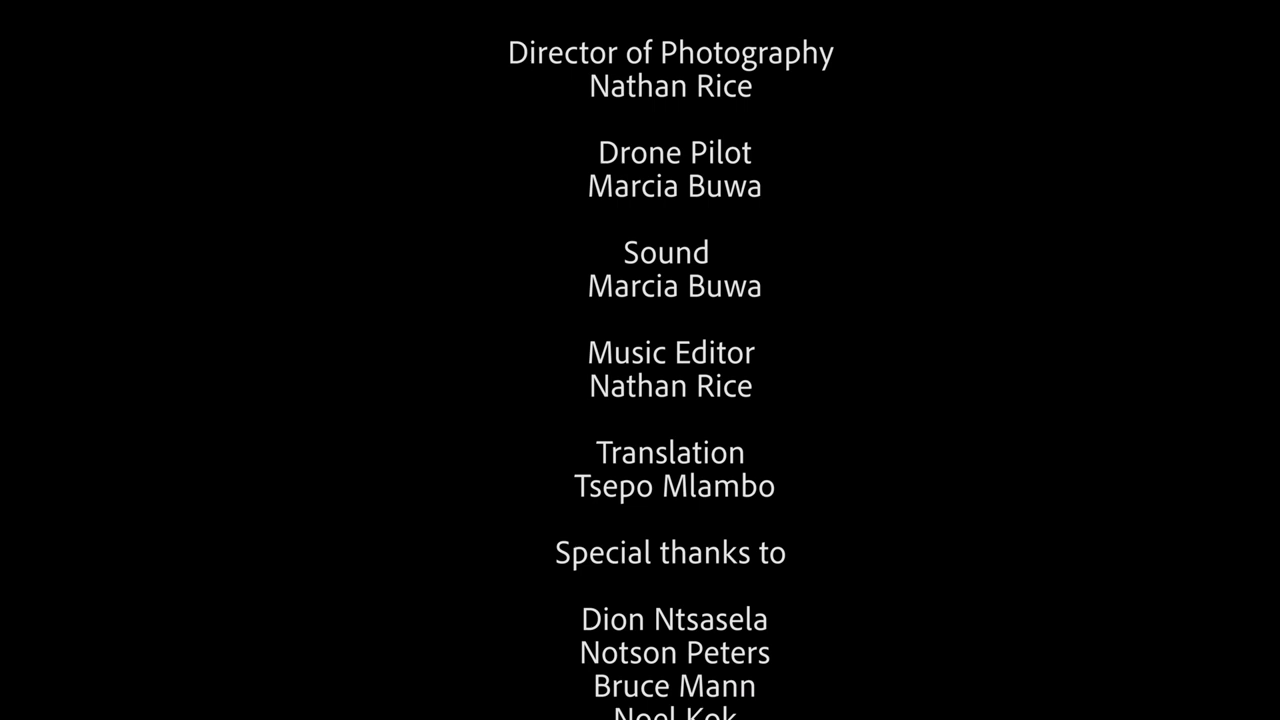 Director of Photography
Nathan Rice
Drone Pilot
Marcia Buwa
Sound
Marcia Buwa
Music Editor
Nathan Rice
Translation
Tsepo Mlambo
Special thanks to
Dion Ntsasela
Notson Peters
Bruce Mann
Noel Kok